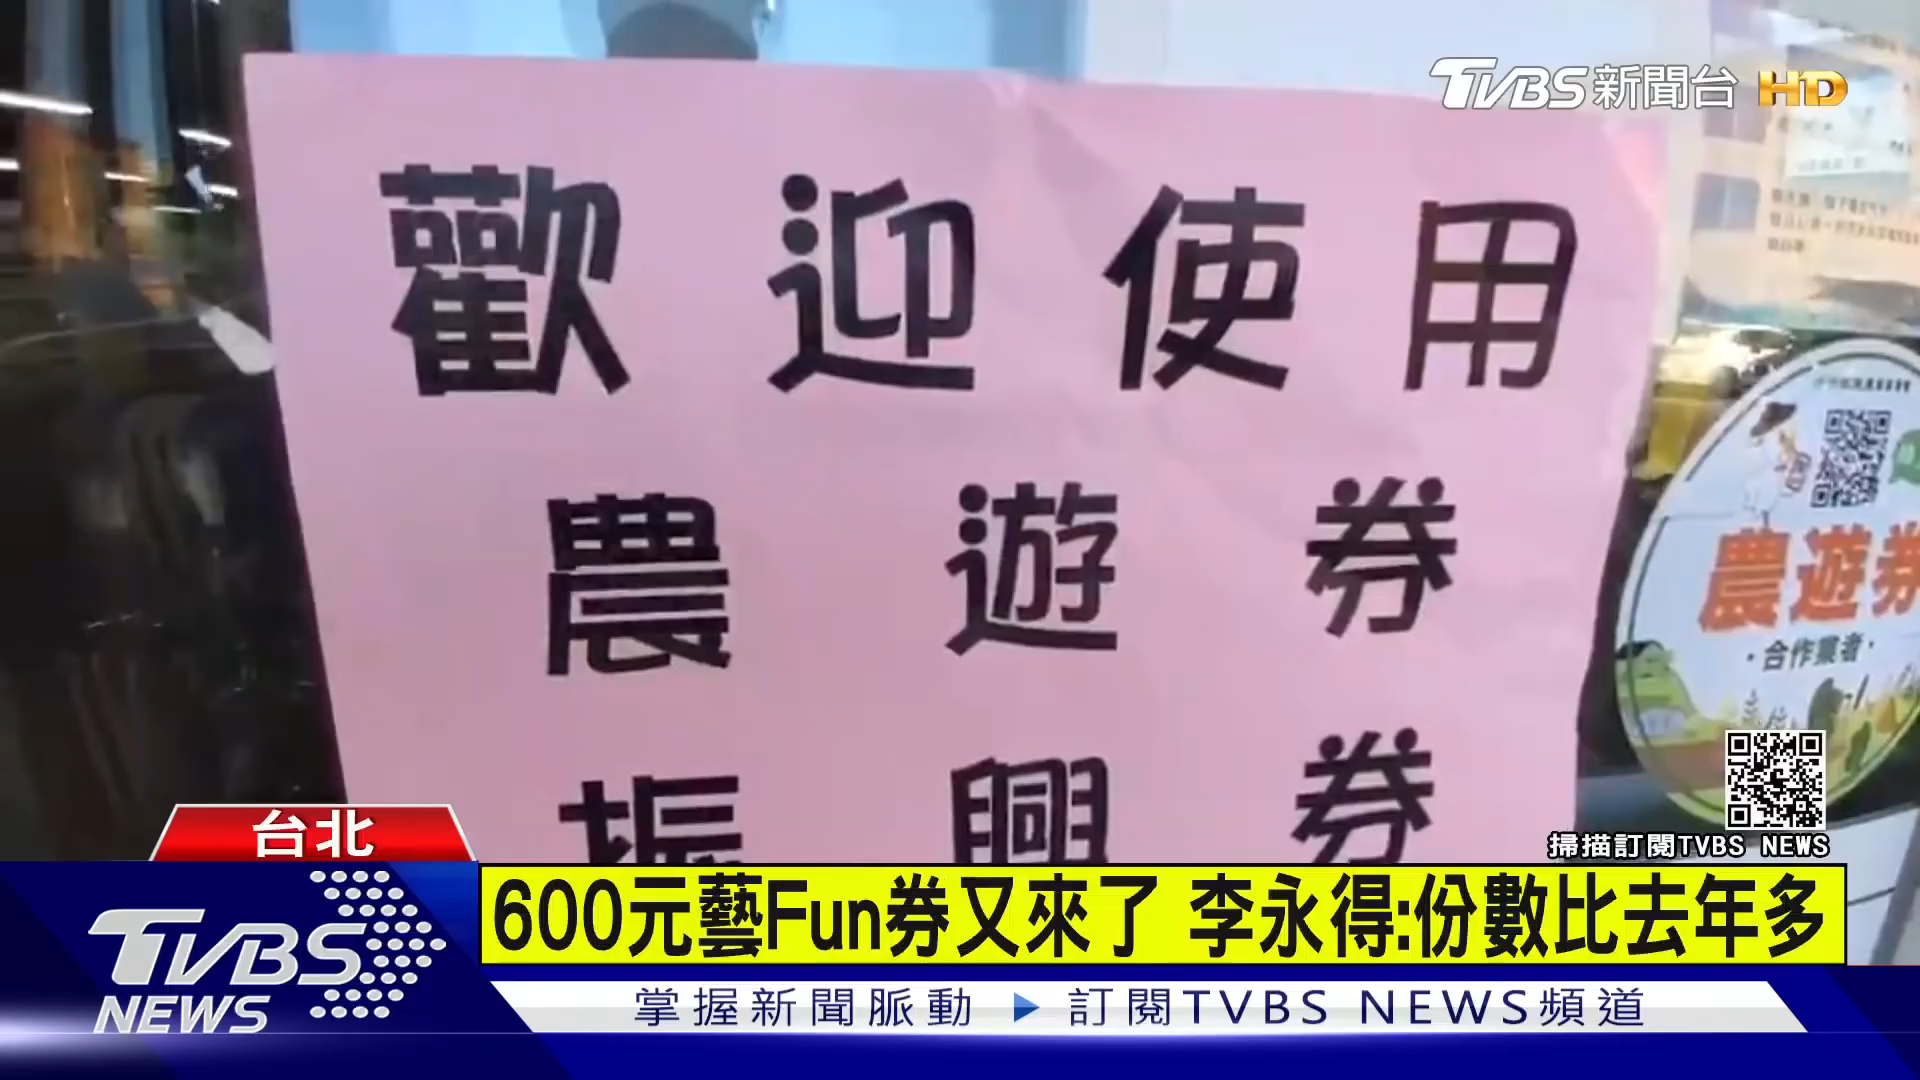 TVBS新聞台 HD
歡迎使用
農遊券
振興券
農遊券
·合作業者·
掃描訂閱TVBS NEWS
台北
600元藝Fun券又來了 李永得:份數比去年多
TVBS NEWS
掌握新聞脈動 訂閱TVBS NEWS頻道